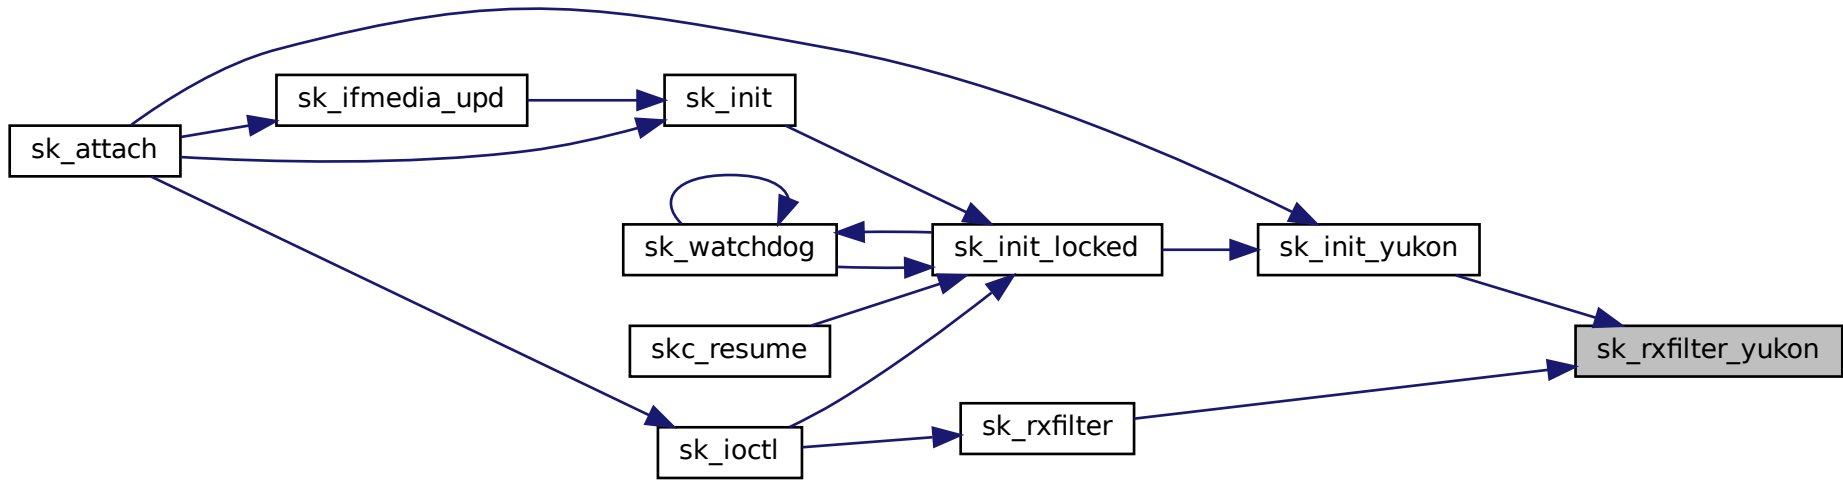 sk_ifmedia_upd
sk_init
sk_attach
sk_watchdog
sk_init_locked
sk_init_yukon
skc_resume
sk_rxfilter_yukon
sk_rxfilter
sk_ioctl